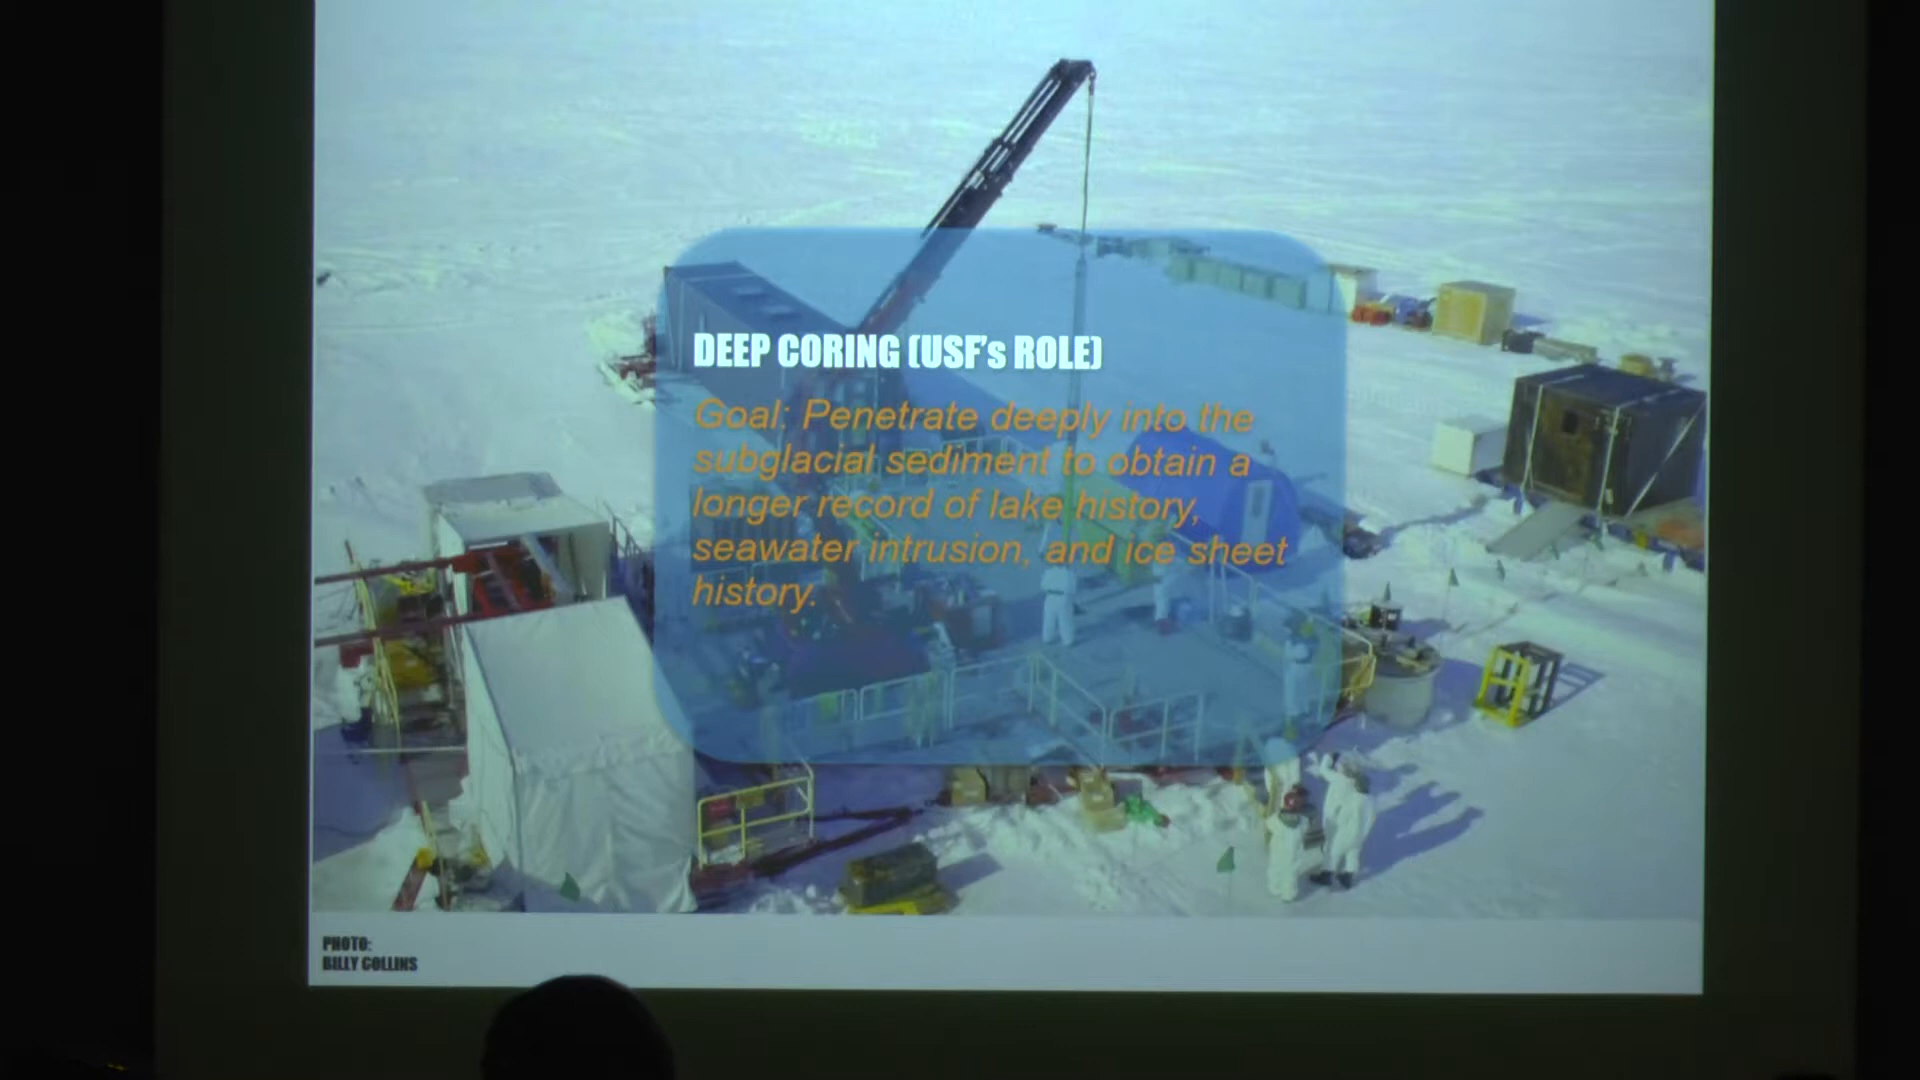 DEEP CORING (USF's ROLE)
Goal: Penetrate deeply into the
subglacial sediment to obtain a
longer record of lake history,
seawater intrusion, and ice sheet
history.
PHOTO:
BILLY COLLINS